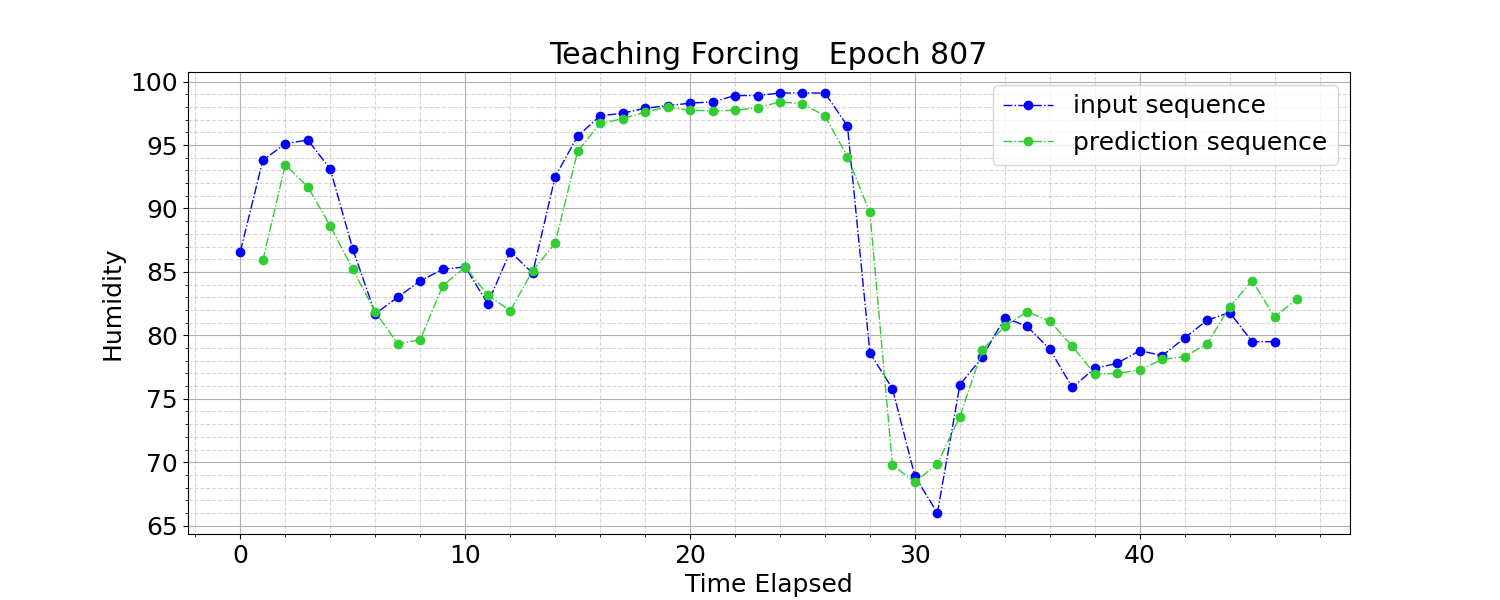 Teaching Forcing   Epoch 807
100
95
90
85
80
75
70
65
Humidity
0 10 20 30 40
Time Elapsed
input sequence
prediction sequence